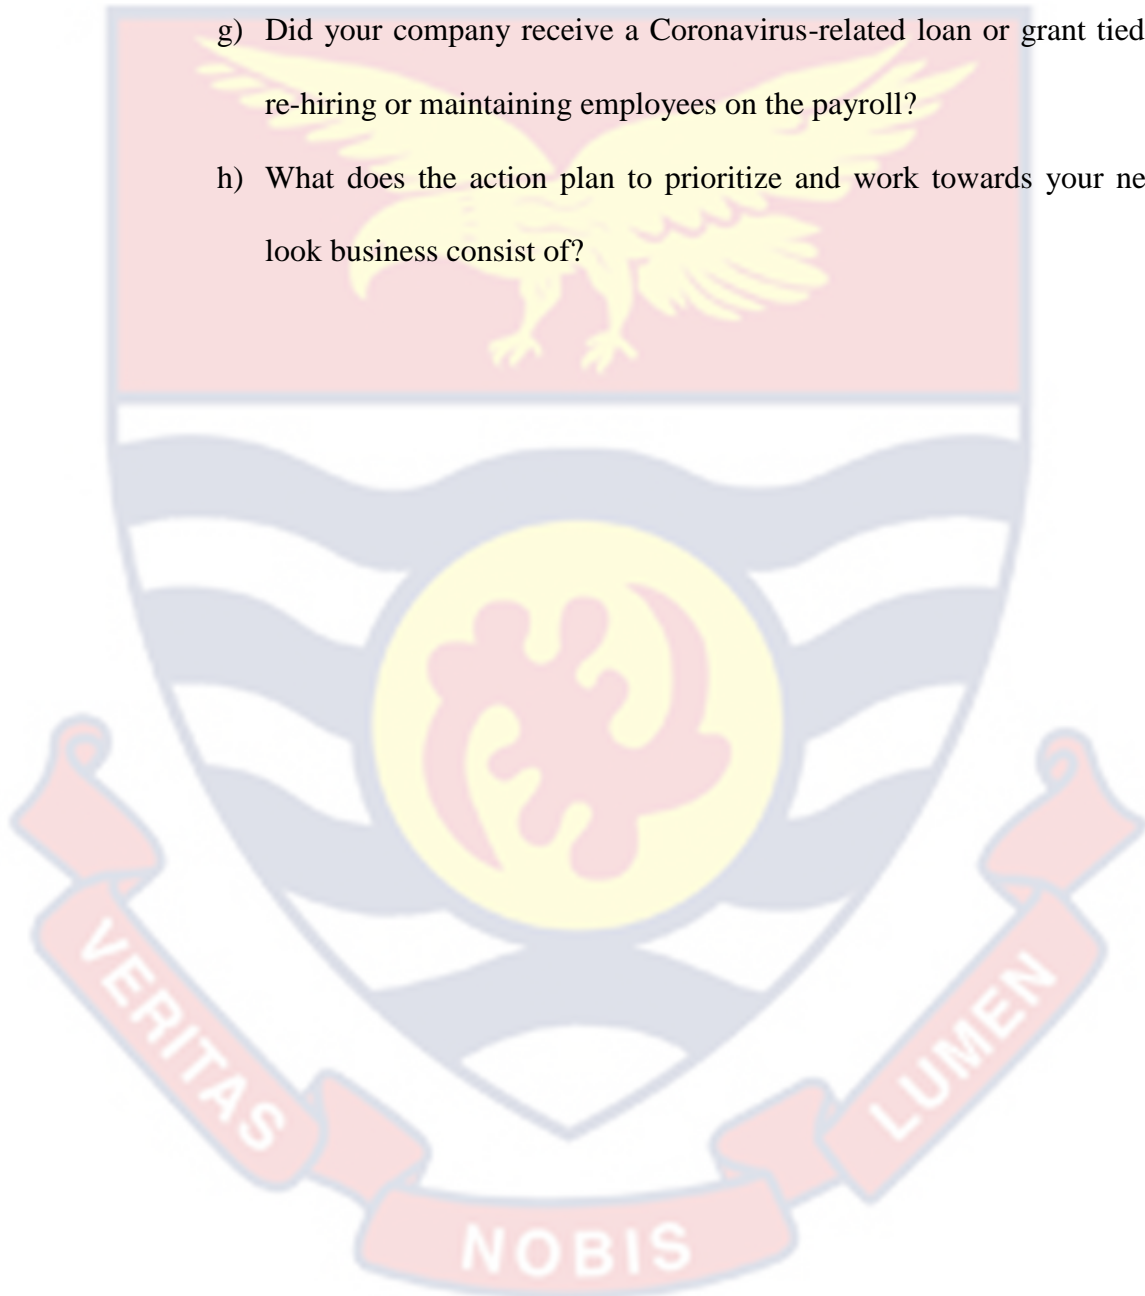 g) Did your company receive a Coronavirus-related loan or grant tied
re-hiring or maintaining employees on the payroll?
h) What does the action plan to prioritize and work towards your ne
look business consist of?
VERITAS
NOBIS
LUMEN